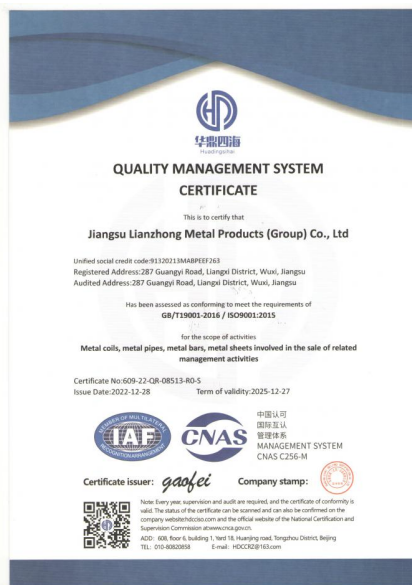 华鼎四海
Huadingsihai
QUALITY MANAGEMENT SYSTEM
CERTIFICATE
This is to certify that
Jiangsu Lianzhong Metal Products (Group) Co., Ltd
Unified social credit code:91320213MABPEEF263
Registered Address:287 Guangyi Road, Liangxi District, Wuxi, Jiangsu
Audited Address:287 Guangyi Road, Liangxi District, Wuxi, Jiangsu
Has been assessed as conforming to meet the requirements of
GB/T19001-2016 / ISO9001:2015
for the scope of activities
Metal coils, metal pipes, metal bars, metal sheets involved in the sale of related
management activities
Certificate No:609-22-QR-08513-R0-S
Issue Date:2022-12-28 Term of validity:2025-12-27
MEMBER OF MULTILATERAL
IAF
RECOGNITION ARRANGEMENT
CNAS
中国认可
国际互认
管理体系
MANAGEMENT SYSTEM
CNAS C256-M
Certificate issuer: gaofei Company stamp:
Note: Every year, supervision and audit are required, and the certificate of conformity is
valid. The status of the certificate can be scanned and can also be confirmed on the
company website:hdcciso.com and the official website of the National Certification and
Supervision Commission at:www.cnca.gov.cn.
ADD: 608, floor 6, building 1, Yard 18, Huanjing road, Tongzhou District, Beijing
TEL: 010-80820858 E-mail: HDCCRZ@163.com